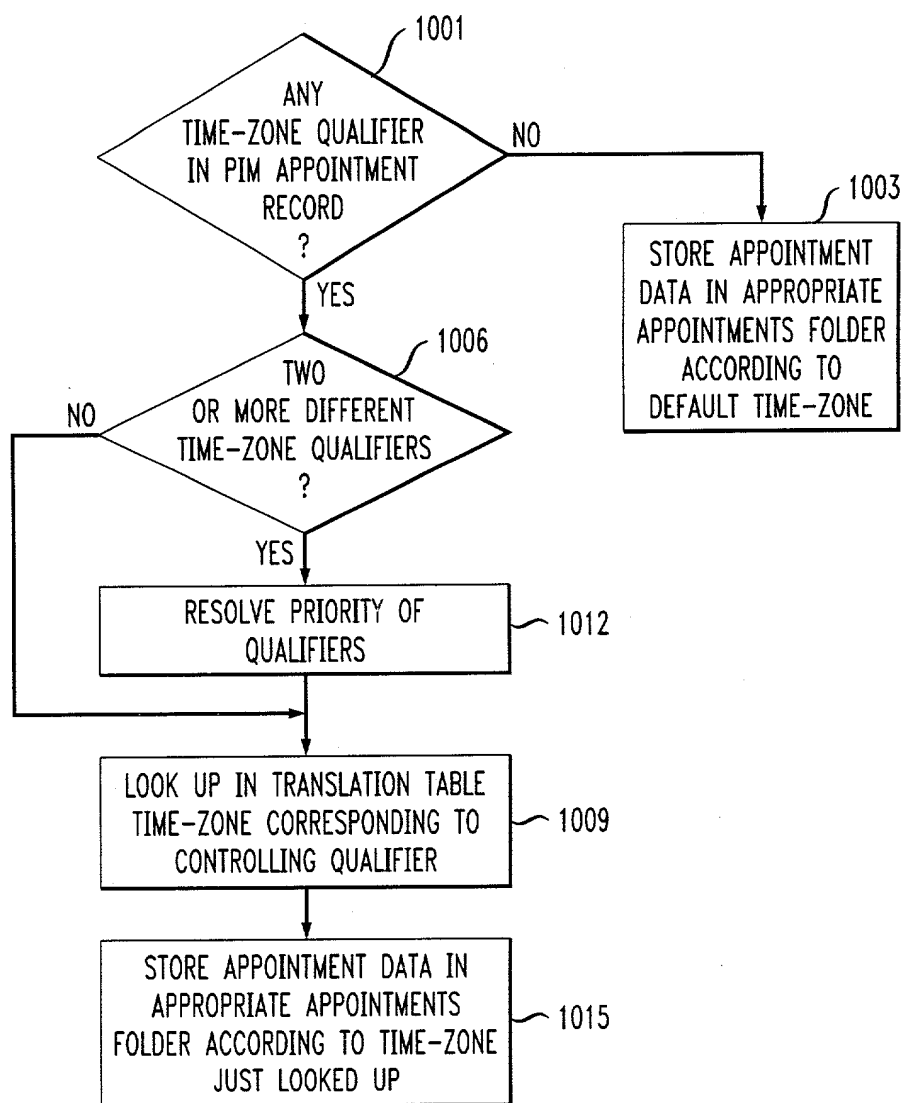 1001
ANY
TIME-ZONE QUALIFIER
IN PIM APPOINTMENT
RECORD
?
NO
YES
1003
STORE APPOINTMENT
DATA IN APPROPRIATE
APPOINTMENTS FOLDER
ACCORDING TO
DEFAULT TIME-ZONE
1006
TWO
OR MORE DIFFERENT
TIME-ZONE QUALIFIERS
?
NO
YES
RESOLVE PRIORITY OF
QUALIFIERS
1012
LOOK UP IN TRANSLATION TABLE
TIME-ZONE CORRESPONDING TO
CONTROLLING QUALIFIER
1009
STORE APPOINTMENT DATA IN
APPROPRIATE APPOINTMENTS
FOLDER ACCORDING TO TIME-ZONE
JUST LOOKED UP
1015